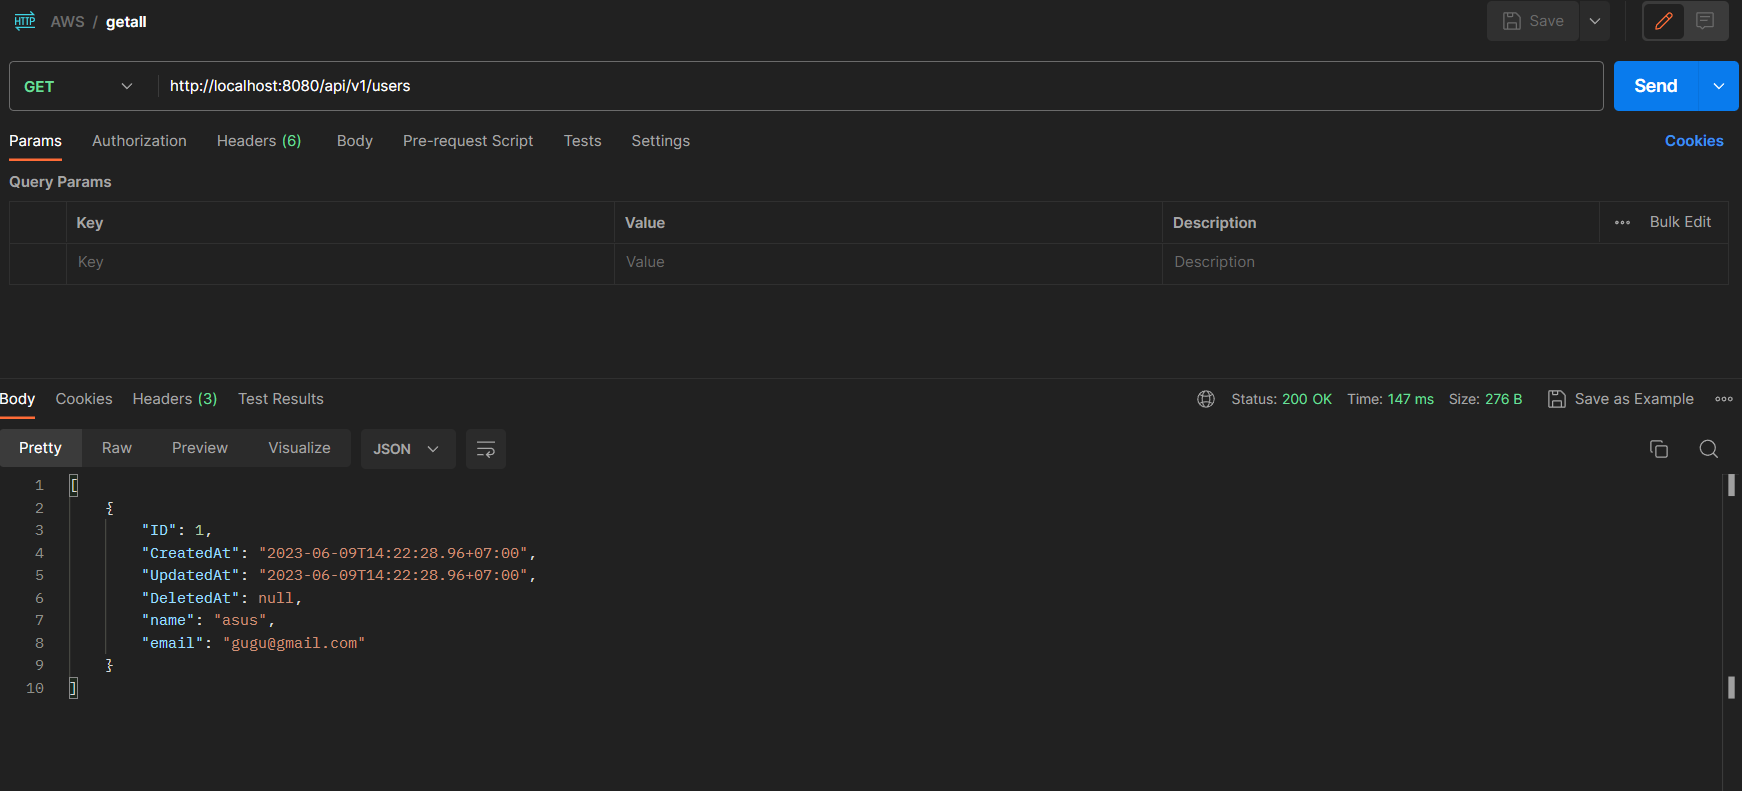 HTTP AWS / getall Save
GET http://localhost:8080/api/v1/users Send
Params Authorization Headers (6) Body Pre-request Script Tests Settings Cookies
Query Params
Key Value Description Bulk Edit
Key Value Description
Body Cookies Headers (3) Test Results Status: 200 OK Time: 147 ms Size: 276 B Save as Example
Pretty Raw Preview Visualize JSON
1 [
2 {
3 "ID": 1,
4 "CreatedAt": "2023-06-09T14:22:28.96+07:00",
5 "UpdatedAt": "2023-06-09T14:22:28.96+07:00",
6 "DeletedAt": null,
7 "name": "asus",
8 "email": "gugu@gmail.com"
9 }
10 ]